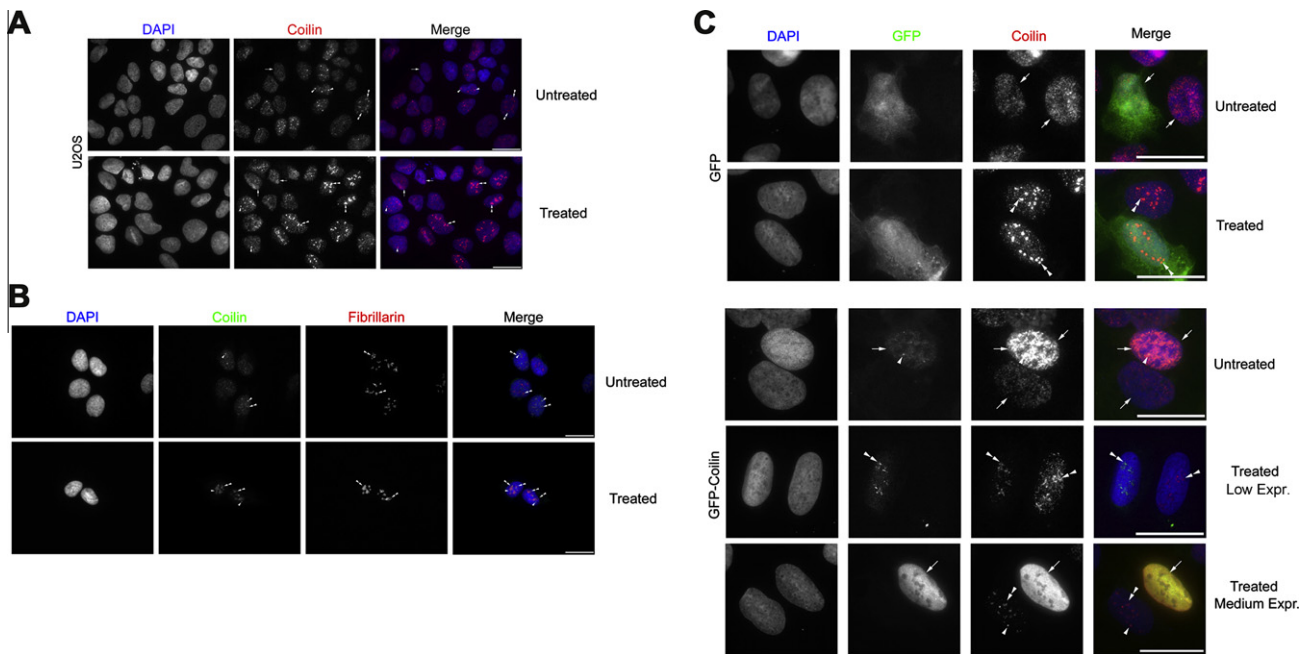 A
DAPI Coilin Merge
U2OS
Untreated
Treated
B
DAPI Coilin Fibrillarin Merge
Untreated
Treated
C
DAPI GFP Coilin Merge
GFP
Untreated
Treated
GFP-Coilin
Untreated
Treated
Low Expr.
Treated
Medium Expr.